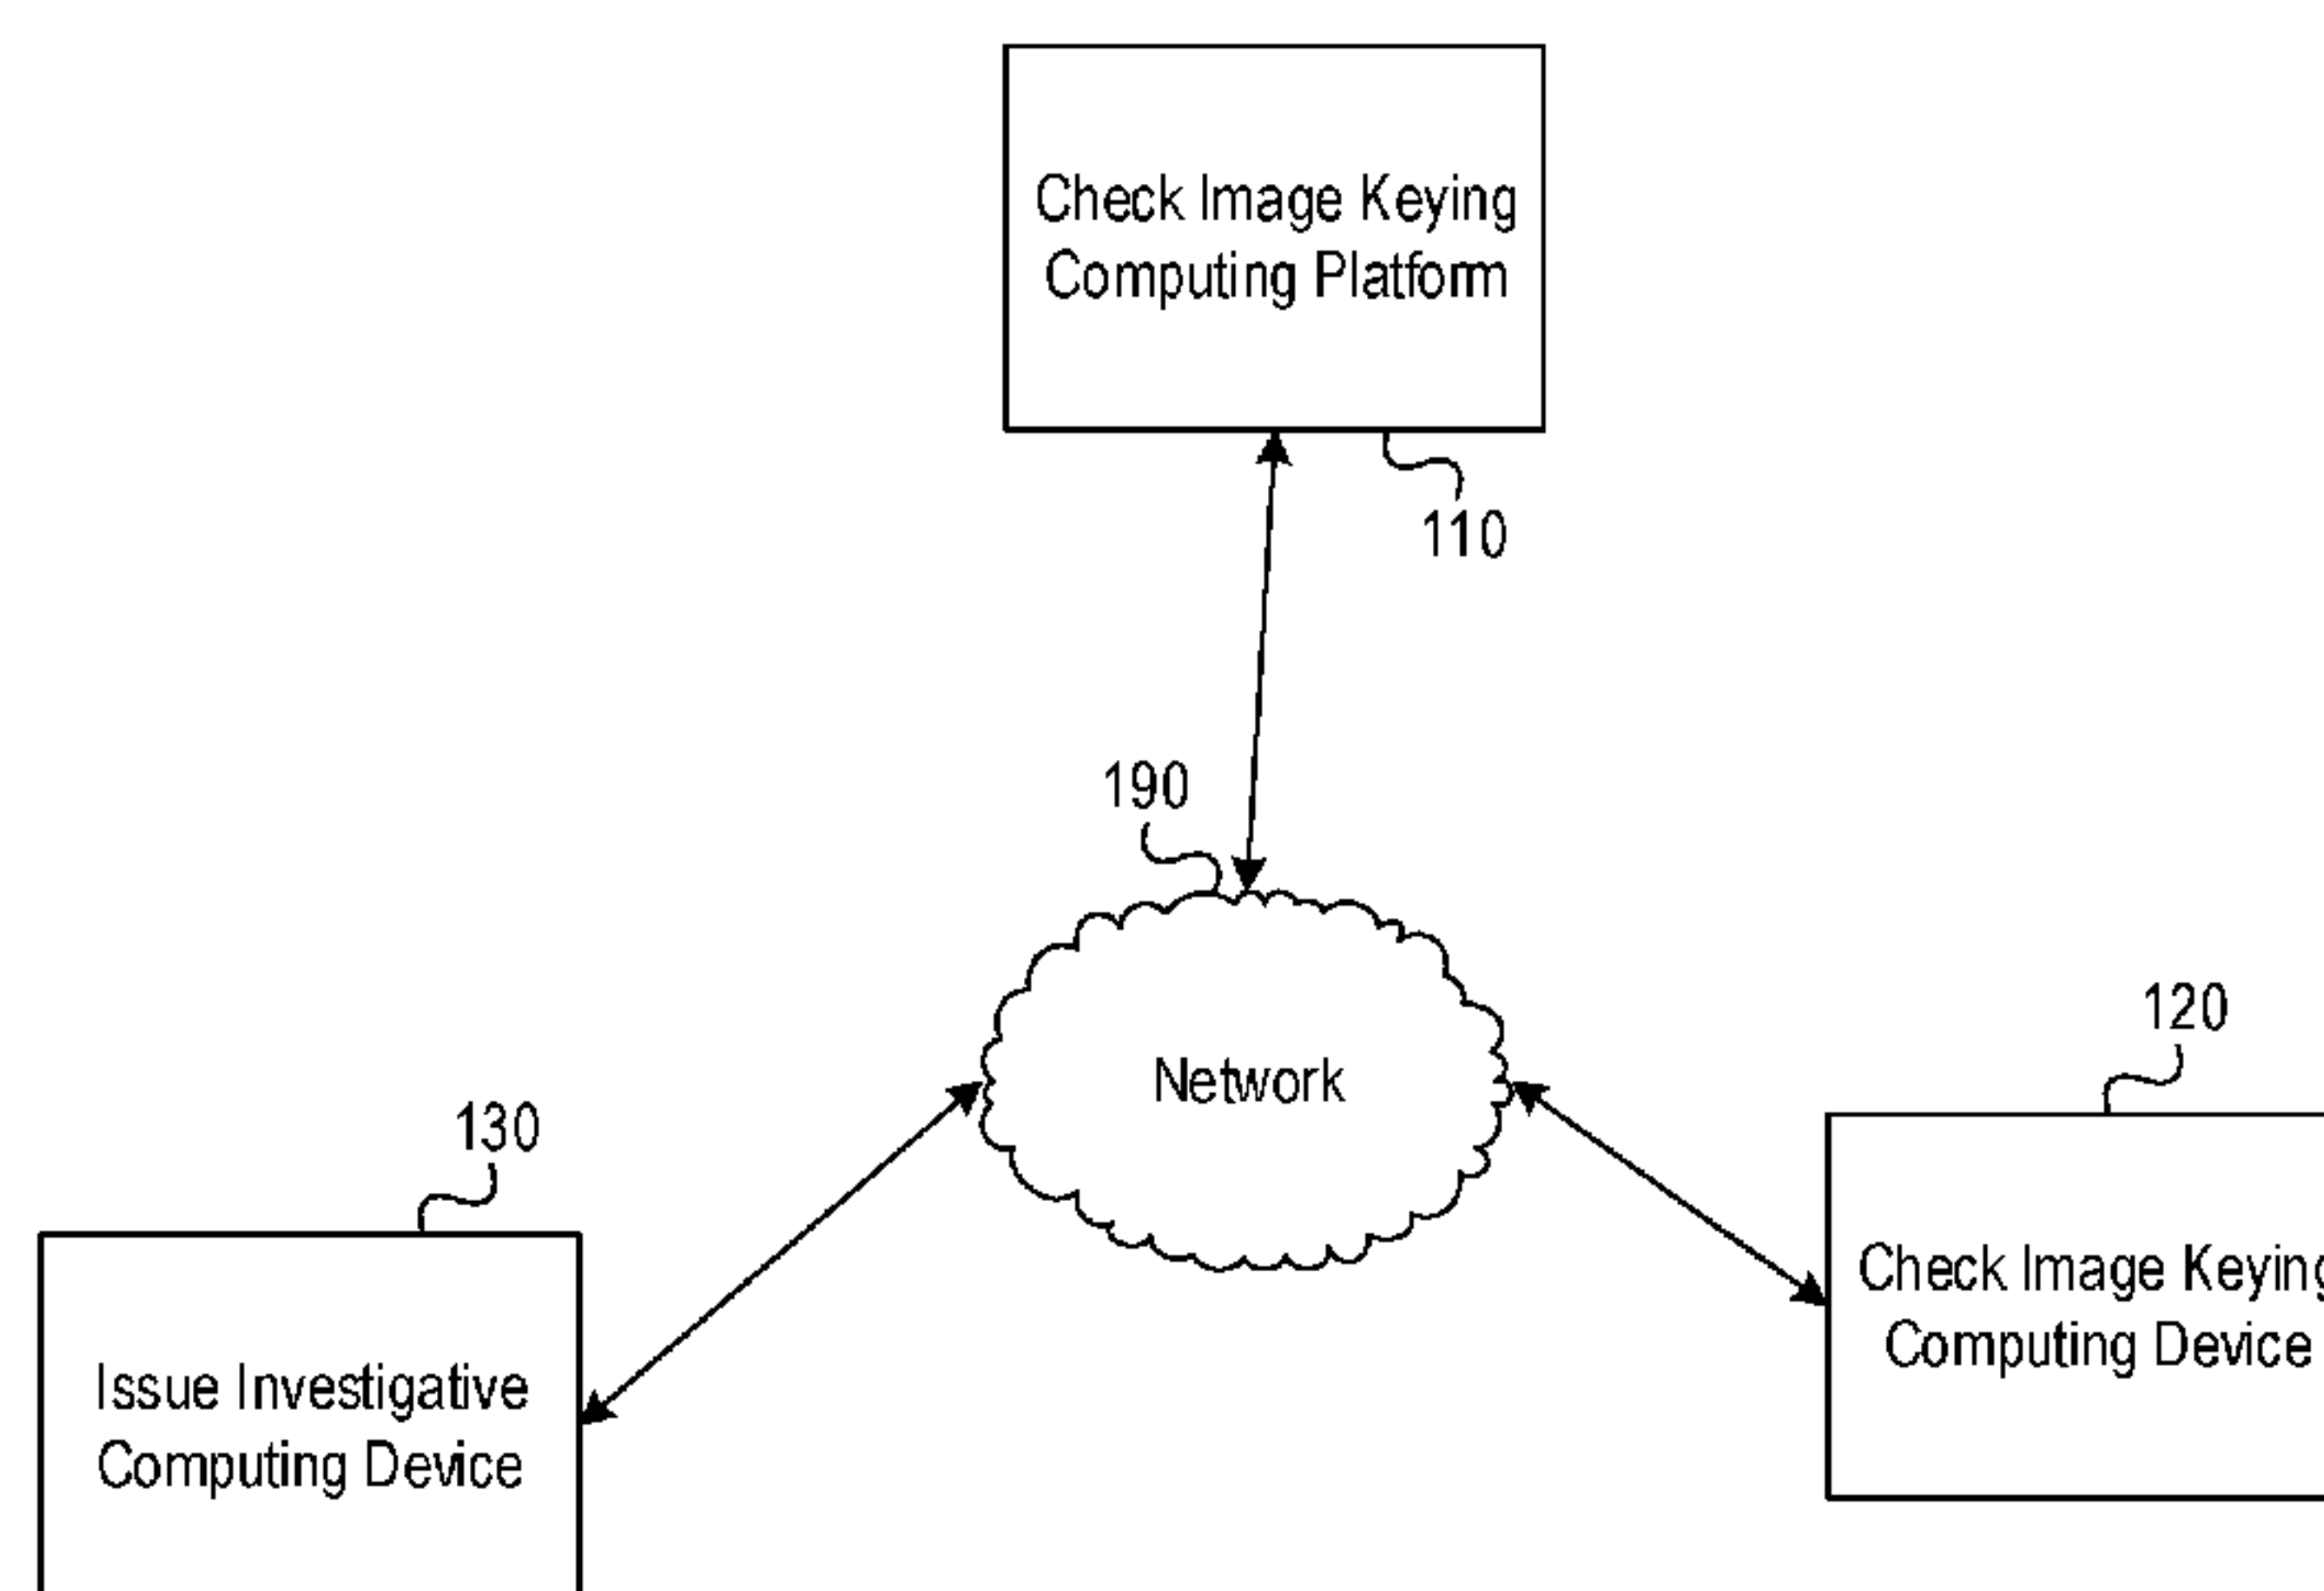 Check Image Keying
Computing Platform
110
190
Network
120
130
Check Image Keying
Computing Device
Issue Investigative
Computing Device